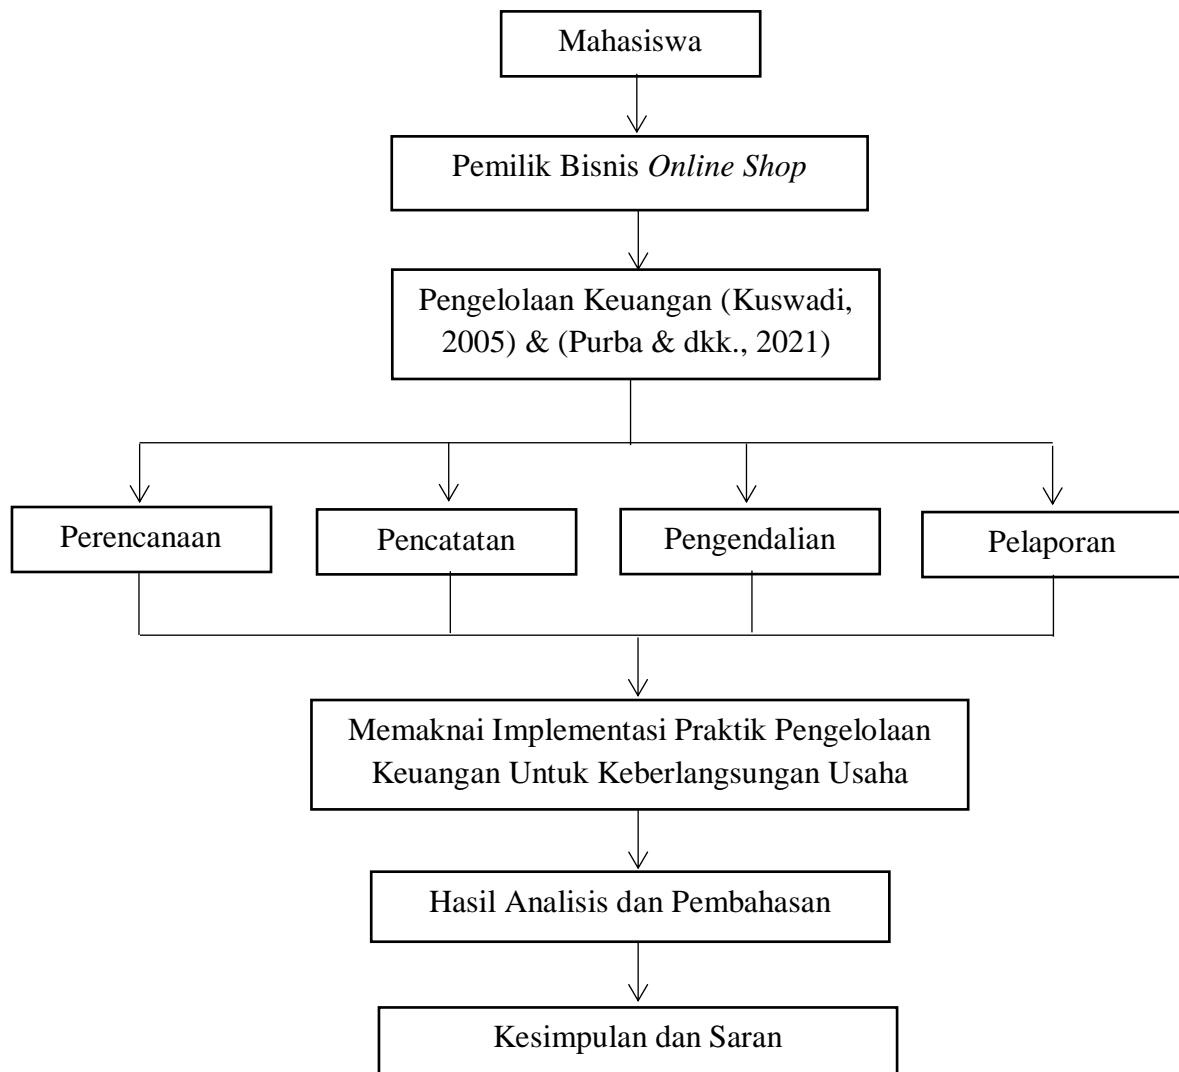 Mahasiswa
Pemilik Bisnis Online Shop
Pengelolaan Keuangan (Kuswadi,
2005) & (Purba & dkk., 2021)
Perencanaan
Pencatatan
Pengendalian
Pelaporan
Memaknai Implementasi Praktik Pengelolaan
Keuangan Untuk Keberlangsungan Usaha
Hasil Analisis dan Pembahasan
Kesimpulan dan Saran